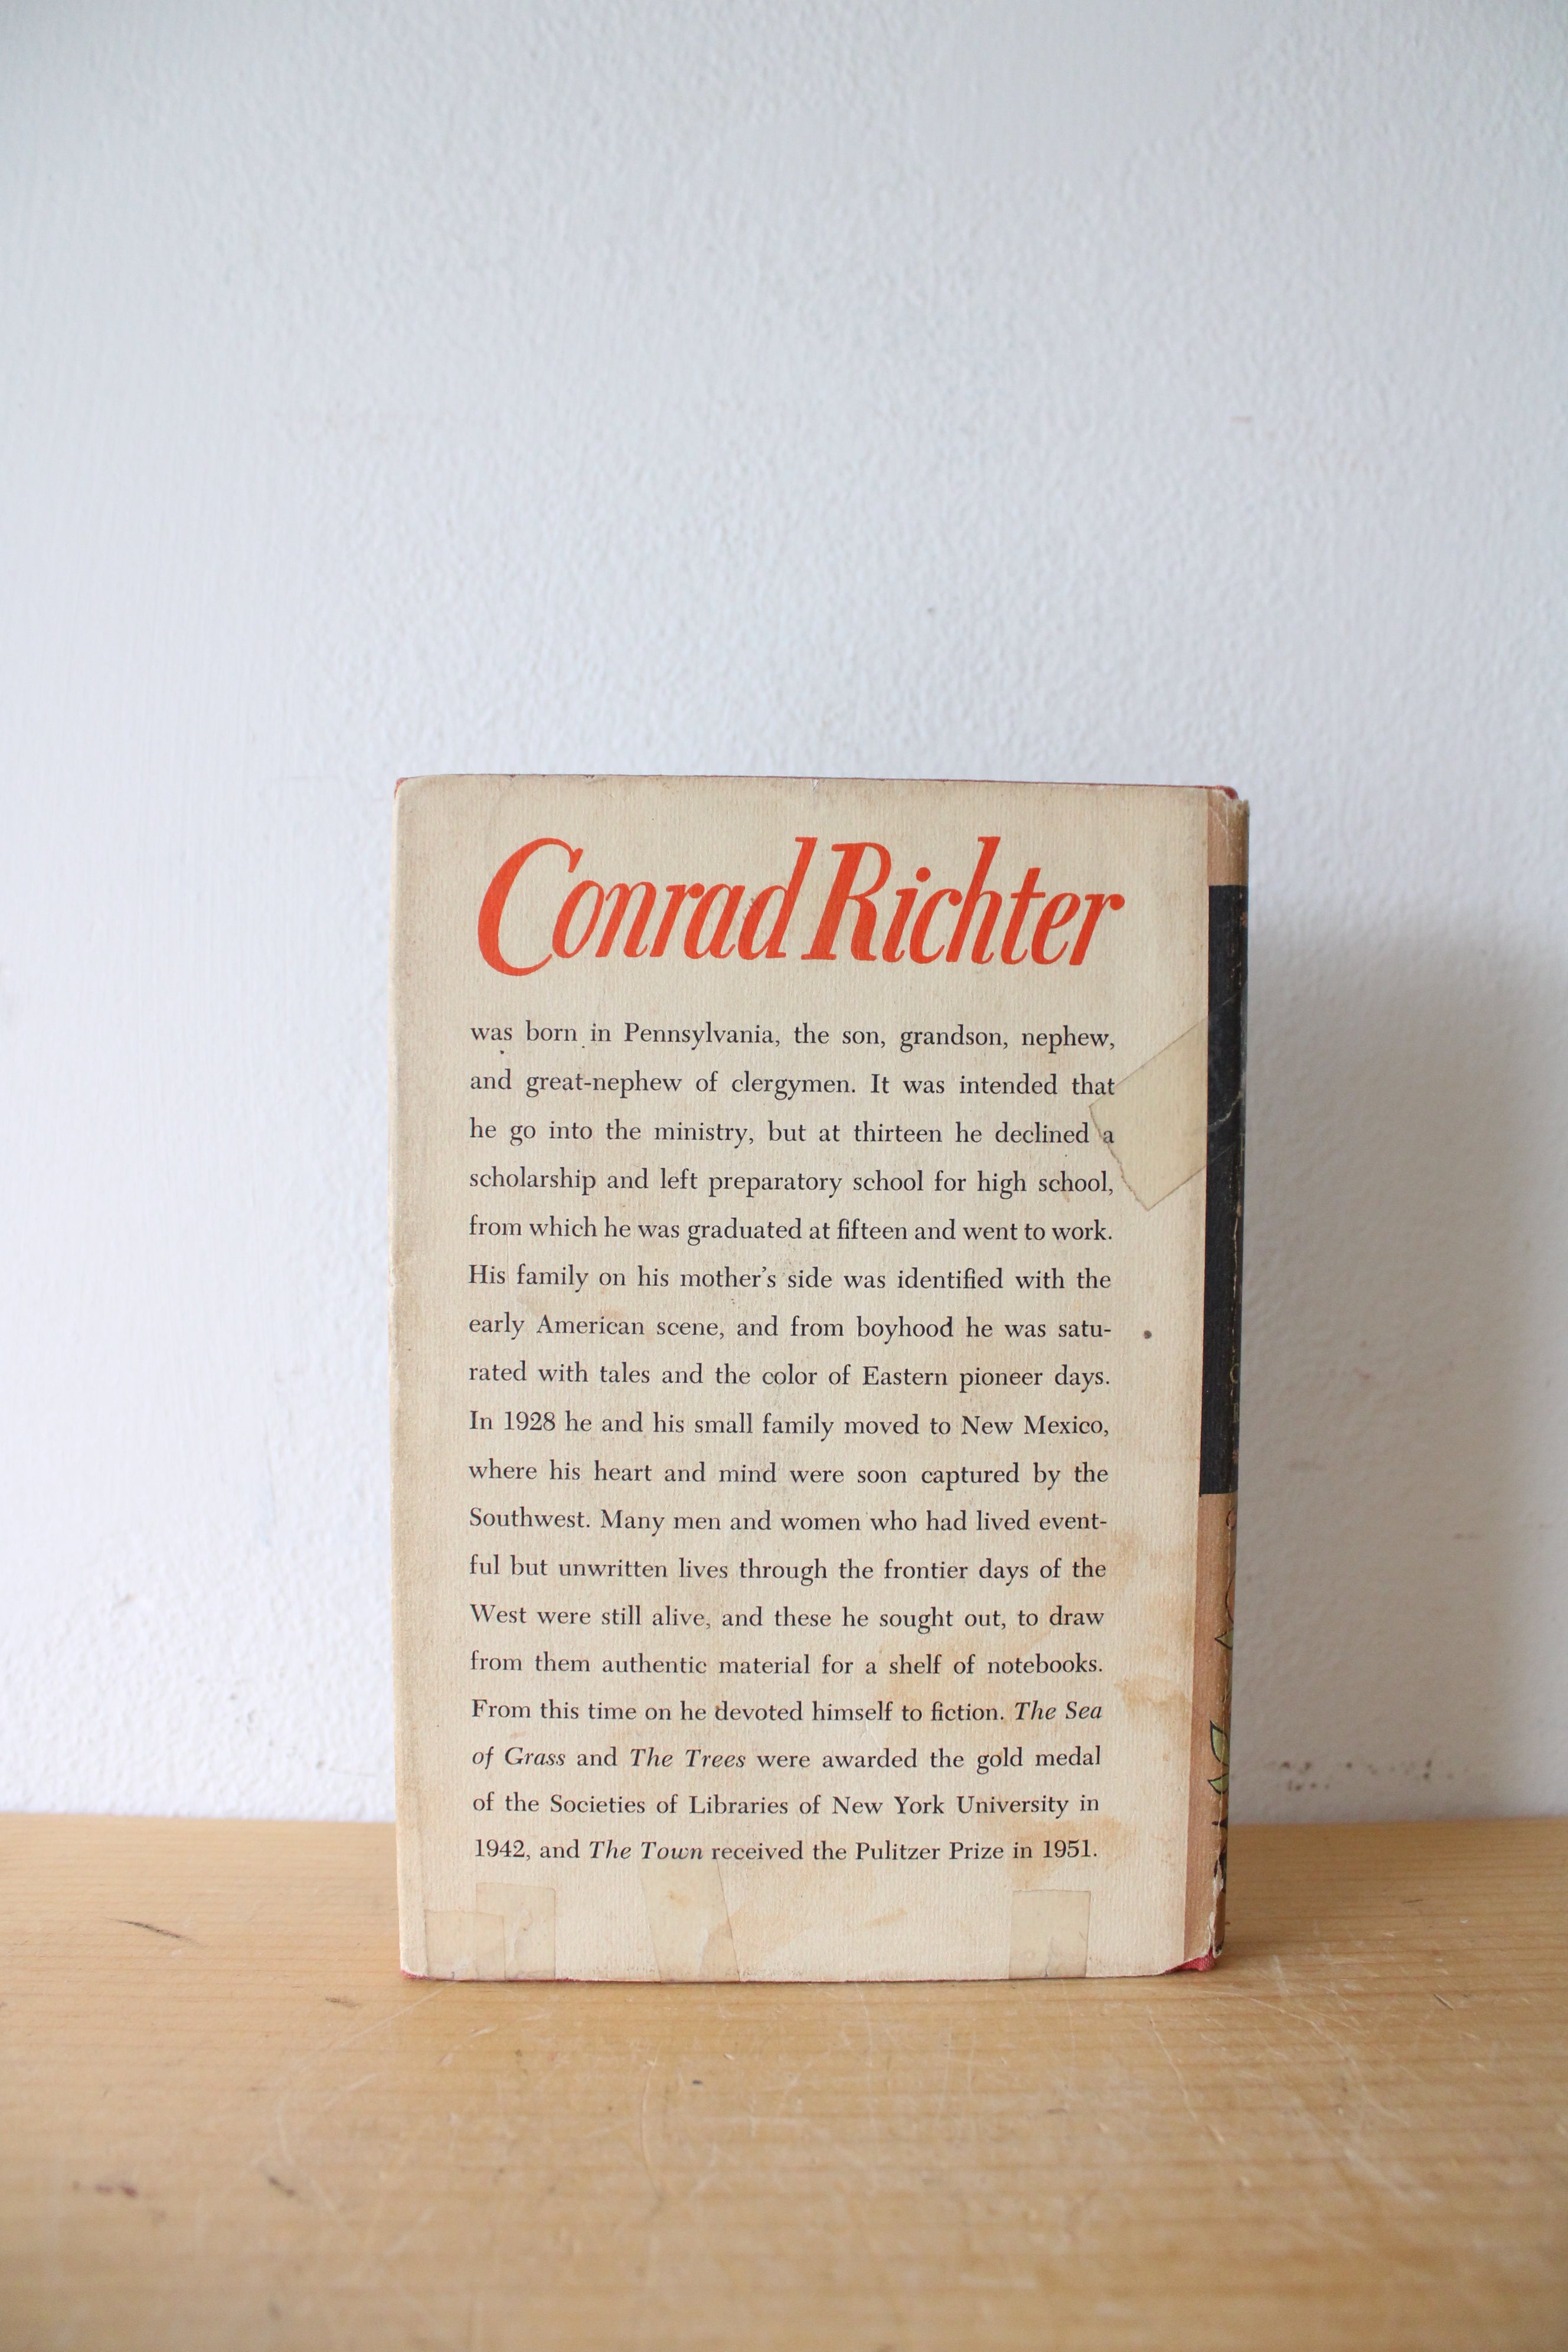 Conrad Richter
was born in Pennsylvania, the son, grandson, nephew,
and great-nephew of clergymen. It was intended that
he go into the ministry, but at thirteen he declined a
scholarship and left preparatory school for high school,
from which he was graduated at fifteen and went to work.
His family on his mother's side was identified with the
early American scene, and from boyhood he was satu-
rated with tales and the color of Eastern pioneer days.
In 1928 he and his small family moved to New Mexico,
where his heart and mind were soon captured by the
Southwest. Many men and women who had lived event-
ful but unwritten lives through the frontier days of the
West were still alive, and these he sought out, to draw
from them authentic material for a shelf of notebooks.
From this time on he devoted himself to fiction. The Sea
of Grass and The Trees were awarded the gold medal
of the Societies of Libraries of New York University in
1942, and The Town received the Pulitzer Prize in 1951.